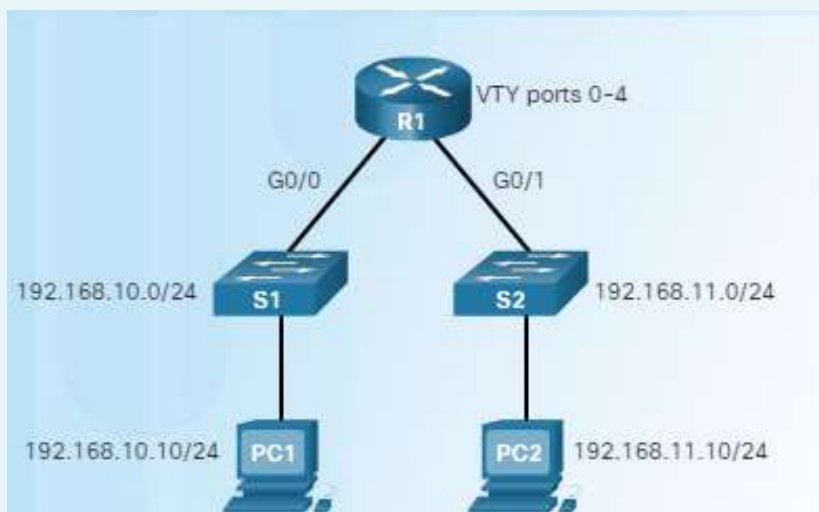 VTY ports 0-4
R1
G0/0
G0/1
192.168.10.0/24
S1
S2
192.168.11.0/24
192.168.10.10/24
PC1
PC2
192.168.11.10/24